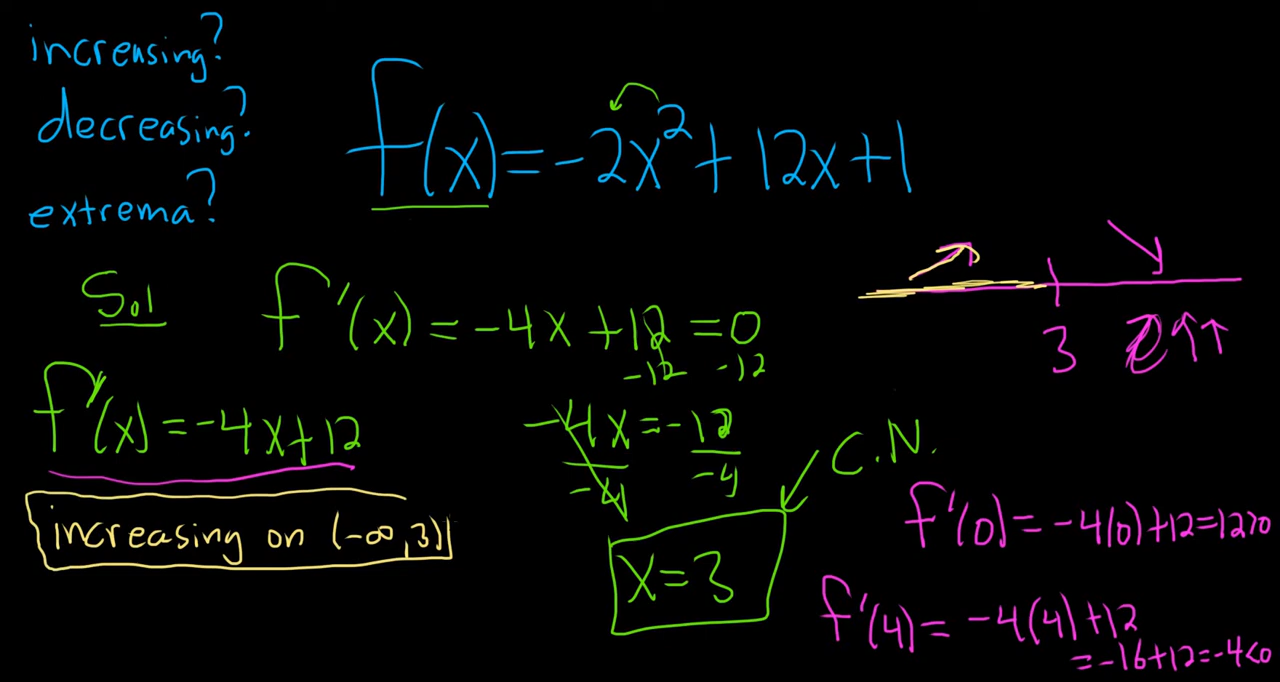 increasing?
decreasing?
extrema?
f(x) = -2x² + 12x + 1
Sol
f'(x) = -4x + 12 = 0
-12 -12
f'(x) = -4x + 12
-4x = -12
-4 -4
C.N.
x = 3
increasing on (-∞, 3)
3
f'(0) = -4(0) + 12 = 12 > 0
f'(4) = -4(4) + 12
= -16 + 12 = -4 < 0